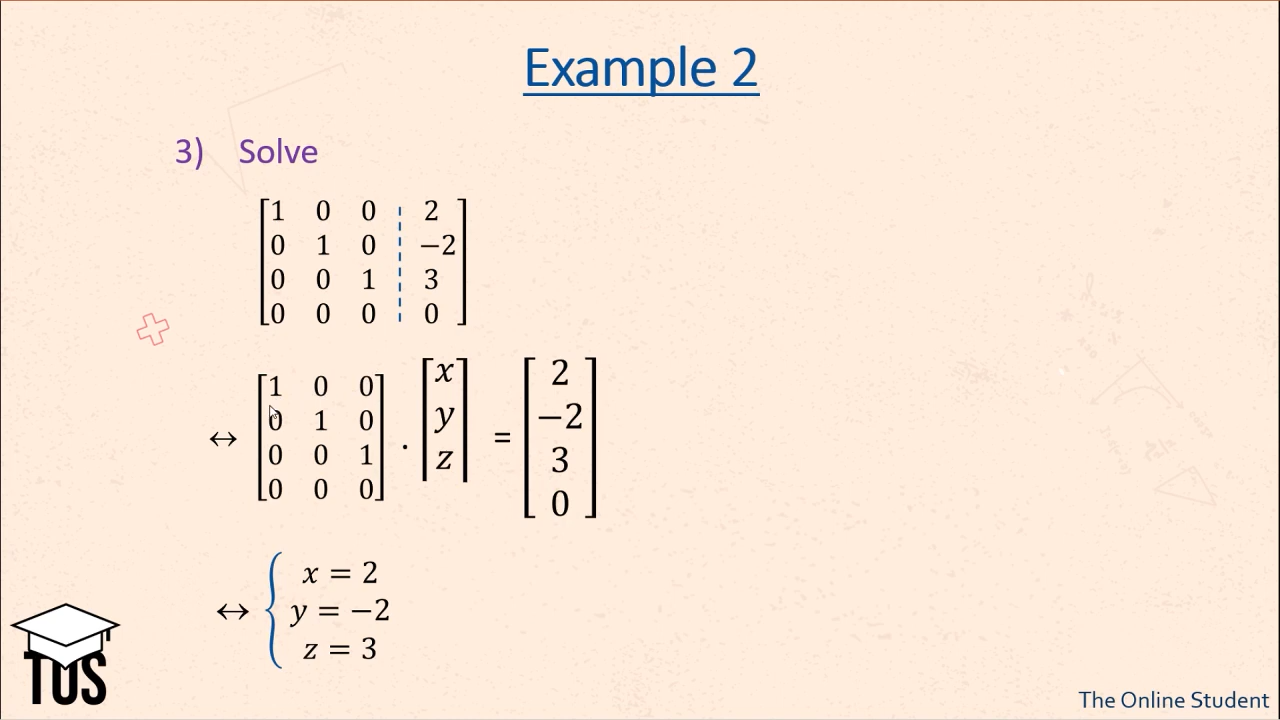 Example 2
3) Solve
[1 0 0 ¦ 2]
[0 1 0 ¦ −2]
[0 0 1 ¦ 3]
[0 0 0 ¦ 0]
↔ [1 0 0; 0 1 0; 0 0 1; 0 0 0] . [x; y; z] = [2; −2; 3; 0]
↔ { x = 2
y = −2
z = 3
TOS
The Online Student